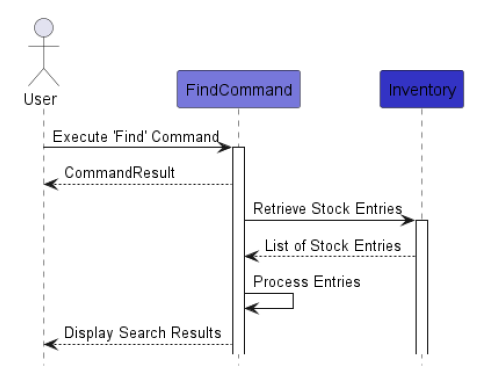 User
FindCommand
Inventory
Execute 'Find' Command
CommandResult
Retrieve Stock Entries
List of Stock Entries
Process Entries
Display Search Results